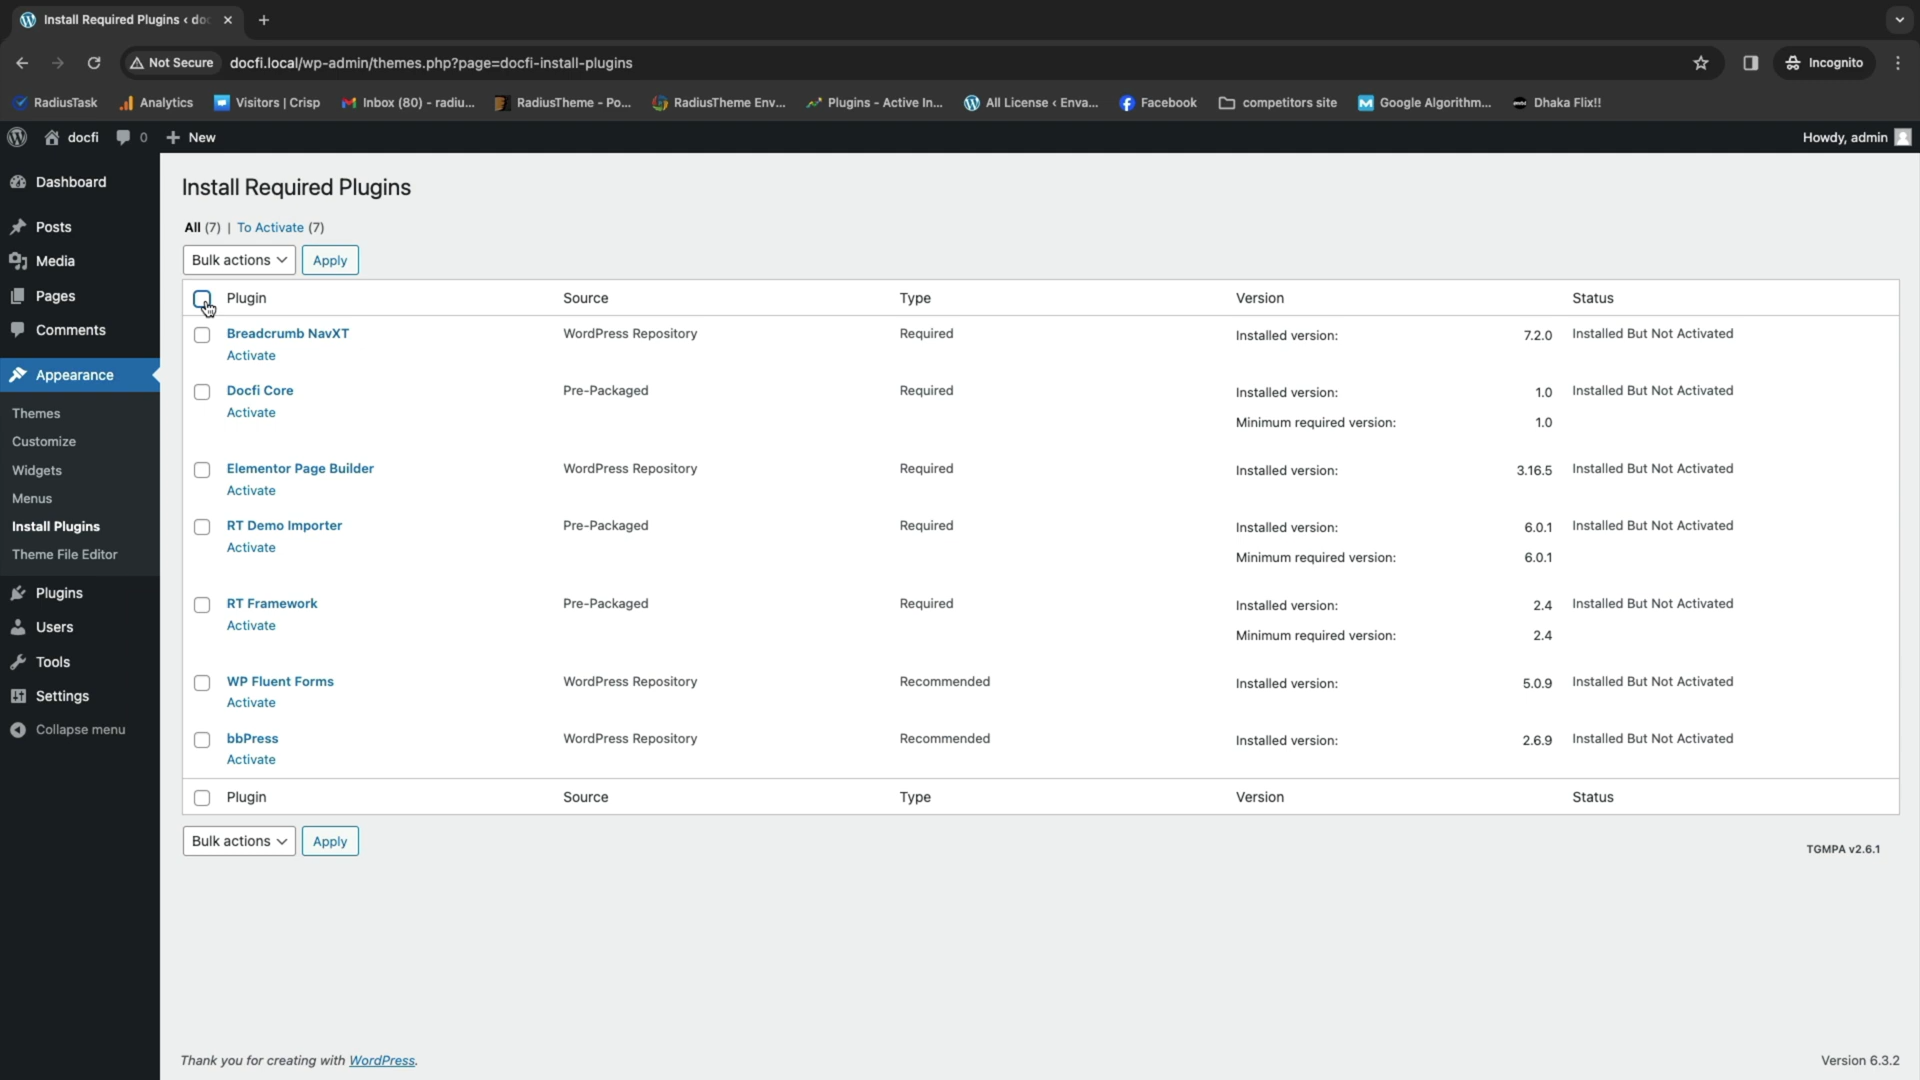 Install Required Plugins ‹ doc
Not Secure docfi.local/wp-admin/themes.php?page=docfi-install-plugins Incognito
RadiusTask Analytics Visitors | Crisp Inbox (80) - radiu... RadiusTheme - Po... RadiusTheme Env... Plugins - Active In... All License ‹ Enva... Facebook competitors site Google Algorithm... Dhaka Flix!!
docfi 0 New Howdy, admin
Dashboard
Posts
Media
Pages
Comments
Appearance
Themes
Customize
Widgets
Menus
Install Plugins
Theme File Editor
Plugins
Users
Tools
Settings
Collapse menu
Install Required Plugins
All (7) | To Activate (7)
Bulk actions Apply
Plugin Source Type Version Status
Breadcrumb NavXT WordPress Repository Required Installed version: 7.2.0 Installed But Not Activated
Activate
Docfi Core Pre-Packaged Required Installed version: 1.0 Installed But Not Activated
Activate Minimum required version: 1.0
Elementor Page Builder WordPress Repository Required Installed version: 3.16.5 Installed But Not Activated
Activate
RT Demo Importer Pre-Packaged Required Installed version: 6.0.1 Installed But Not Activated
Activate Minimum required version: 6.0.1
RT Framework Pre-Packaged Required Installed version: 2.4 Installed But Not Activated
Activate Minimum required version: 2.4
WP Fluent Forms WordPress Repository Recommended Installed version: 5.0.9 Installed But Not Activated
Activate
bbPress WordPress Repository Recommended Installed version: 2.6.9 Installed But Not Activated
Activate
Plugin Source Type Version Status
Bulk actions Apply
TGMPA v2.6.1
Thank you for creating with WordPress. Version 6.3.2